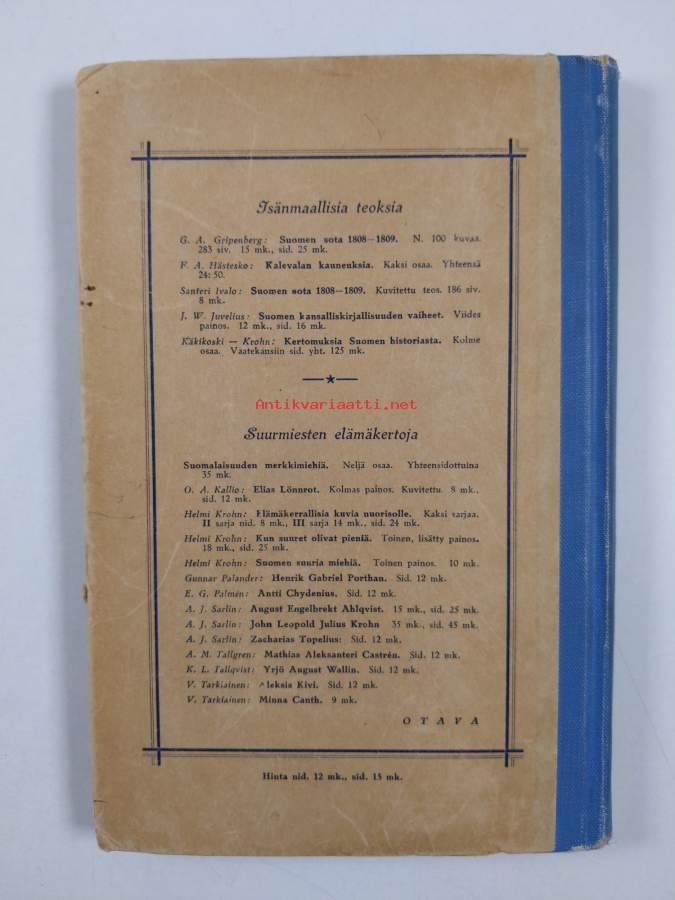 Isänmaallisia teoksia
G. A. Gripenberg: Suomen sota 1808—1809. N. 100 kuvaa.
283 siv. 15 mk., sid. 25 mk.
F. A. Hästesko: Kalevalan kauneuksia. Kaksi osaa. Yhteensä
24:50.
Santeri Ivalo: Suomen sota 1808—1809. Kuvitettu teos. 186 siv.
8 mk.
J. W. Juvelius: Suomen kansalliskirjallisuuden vaiheet. Viides
painos. 12 mk., sid. 16 mk.
Käkikoski — Krohn: Kertomuksia Suomen historiasta. Kolme
osaa. Vaatekansiin sid. yht. 125 mk.
Antikvariaatti.net
Suurmiesten elämäkertoja
Suomalaisuuden merkkimiehiä. Neljä osaa. Yhteensidottuina
35 mk.
O. A. Kallio: Elias Lönnrot. Kolmas painos. Kuvitettu. 8 mk.,
sid. 12 mk.
Helmi Krohn: Elämäkerrallisia kuvia nuorisolle. Kaksi sarjaa.
II sarja nid. 8 mk., III sarja 14 mk., sid. 24 mk.
Helmi Krohn: Kun suuret olivat pieniä. Toinen, lisätty painos.
18 mk., sid. 25 mk.
Helmi Krohn: Suomen suuria miehiä. Toinen painos. 10 mk.
Gunnar Palander: Henrik Gabriel Porthan. Sid. 12 mk.
E. G. Palmén: Antti Chydenius. Sid. 12 mk.
A. J. Sarlin: August Engelbrekt Ahlqvist. 15 mk., sid. 25 mk.
A. J. Sarlin: John Leopold Julius Krohn 35 mk., sid. 45 mk.
A. J. Sarlin: Zacharias Topelius: Sid. 12 mk.
A. M. Tallgren: Mathias Aleksanteri Castrén. Sid. 12 mk.
K. L. Tallqvist: Yrjö August Wallin. Sid. 12 mk.
V. Tarkiainen: Aleksis Kivi. Sid. 12 mk.
V. Tarkiainen: Minna Canth. 9 mk.
OTAVA
Hinta nid. 12 mk., sid. 15 mk.